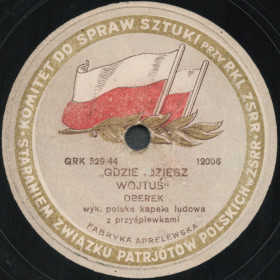 KOMITET DO SPRAW SZTUKI PRZY RKL ZSRR
STARANIEM ZWIĄZKU PATRJOTÓW POLSKICH W ZSRR
GRK 529/44 12006
„GDZIE IDZIESZ
WOJTUŚ"
OBEREK
wyk. polska kapela ludowa
z przyśpiewkami
FABRYKA APRELEWSKA